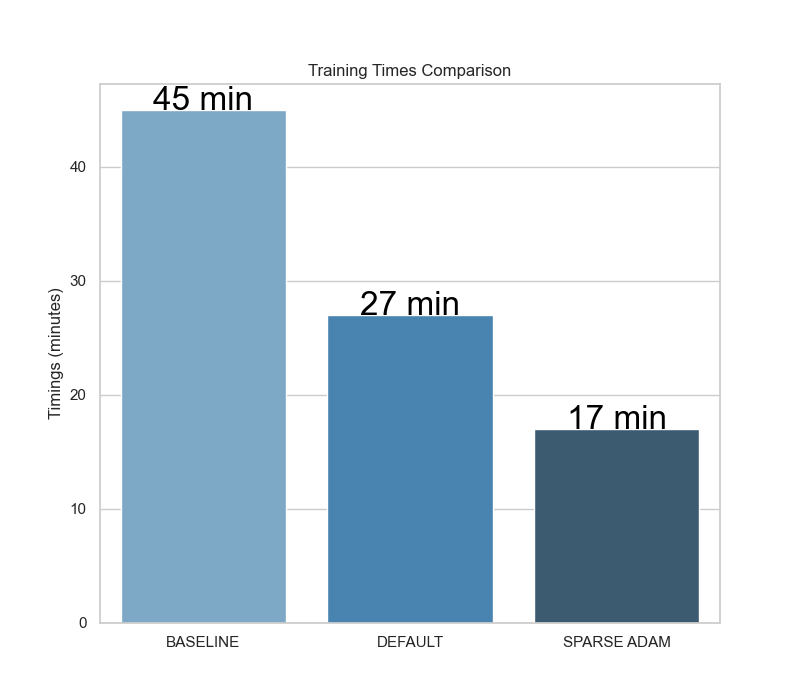 Training Times Comparison
45 min
27 min
17 min
Timings (minutes)
40
30
20
10
0
BASELINE
DEFAULT
SPARSE ADAM